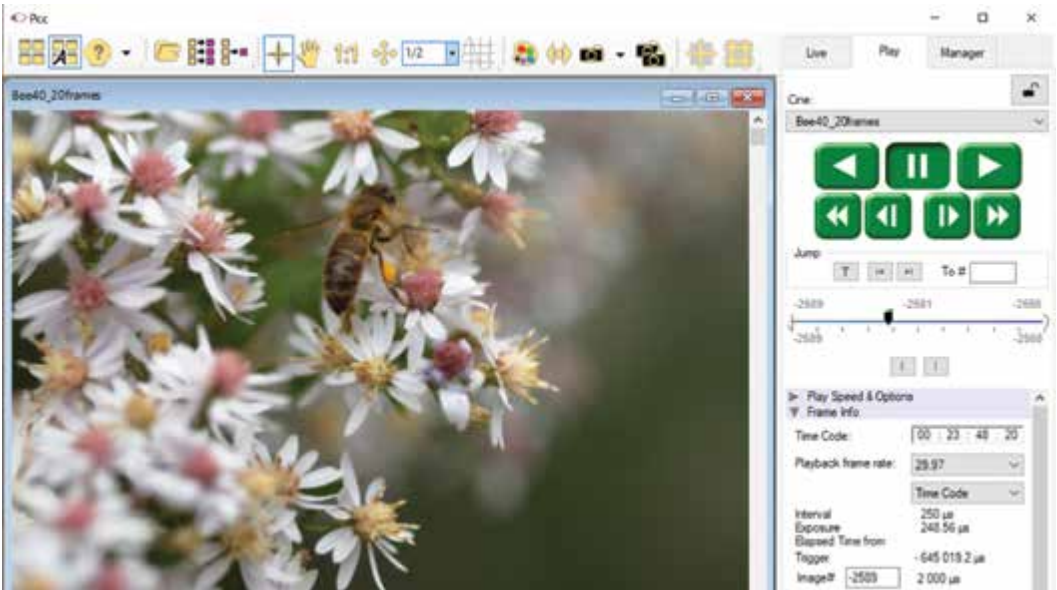 Pcc
1:1
1/2
Live Play Manager
Bee40_20frames
Cine:
Bee40_20frames
Jump
T To #
-2589 -2581
-2589
Play Speed & Options
Frame Info
Time Code: 00 : 23 : 48 : 20
Playback frame rate: 29.97
Time Code
Interval 250 µs
Exposure 248.56 µs
Elapsed Time from
Trigger -645 018.2 µs
Image# -2589 2 000 µs